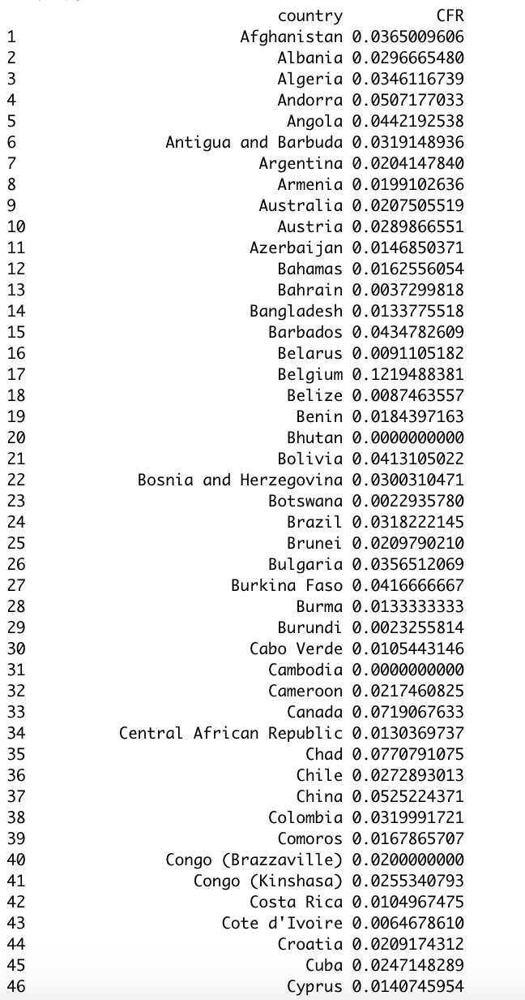 country CFR
1 Afghanistan 0.0365009606
2 Albania 0.0296665480
3 Algeria 0.0346116739
4 Andorra 0.0507177033
5 Angola 0.0442192538
6 Antigua and Barbuda 0.0319148936
7 Argentina 0.0204147840
8 Armenia 0.0199102636
9 Australia 0.0207505519
10 Austria 0.0289866551
11 Azerbaijan 0.0146850371
12 Bahamas 0.0162556054
13 Bahrain 0.0037299818
14 Bangladesh 0.0133775518
15 Barbados 0.0434782609
16 Belarus 0.0091105182
17 Belgium 0.1219488381
18 Belize 0.0087463557
19 Benin 0.0184397163
20 Bhutan 0.0000000000
21 Bolivia 0.0413105022
22 Bosnia and Herzegovina 0.0300310471
23 Botswana 0.0022935780
24 Brazil 0.0318222145
25 Brunei 0.0209790210
26 Bulgaria 0.0356512069
27 Burkina Faso 0.0416666667
28 Burma 0.0133333333
29 Burundi 0.0023255814
30 Cabo Verde 0.0105443146
31 Cambodia 0.0000000000
32 Cameroon 0.0217460825
33 Canada 0.0719067633
34 Central African Republic 0.0130369737
35 Chad 0.0770791075
36 Chile 0.0272893013
37 China 0.0525224371
38 Colombia 0.0319991721
39 Comoros 0.0167865707
40 Congo (Brazzaville) 0.0200000000
41 Congo (Kinshasa) 0.0255340793
42 Costa Rica 0.0104967475
43 Cote d'Ivoire 0.0064678610
44 Croatia 0.0209174312
45 Cuba 0.0247148289
46 Cyprus 0.0140745954